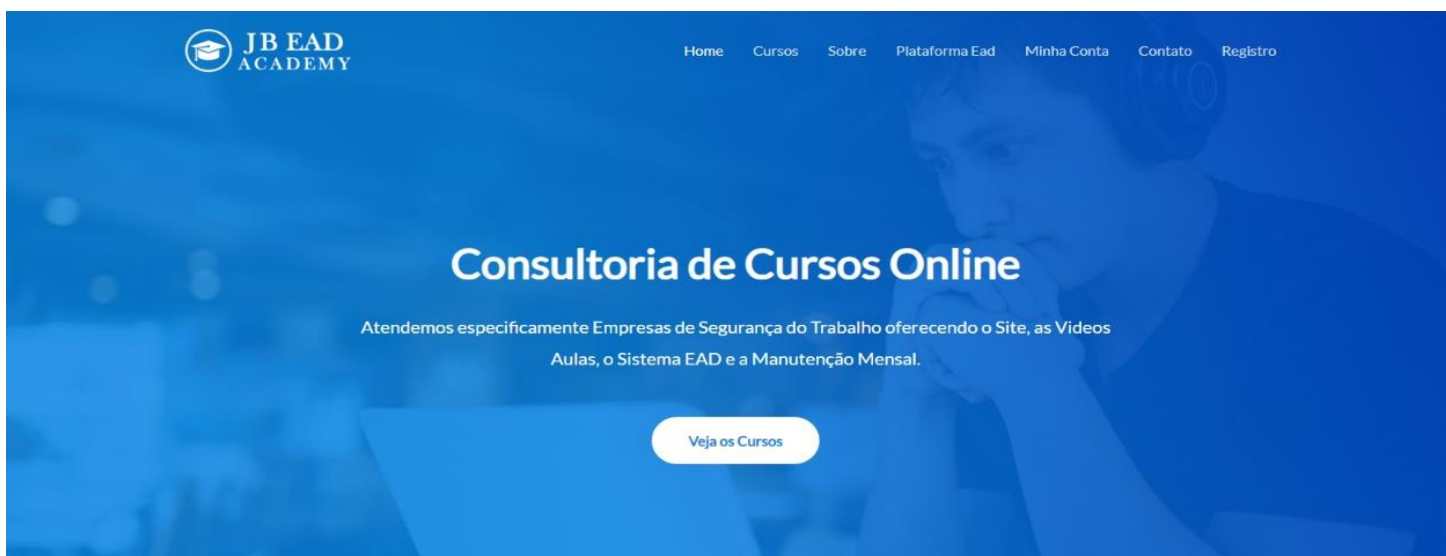 JB EAD
ACADEMY
Home Cursos Sobre Plataforma Ead Minha Conta Contato Registro
Consultoria de Cursos Online
Atendemos especificamente Empresas de Segurança do Trabalho oferecendo o Site, as Videos
Aulas, o Sistema EAD e a Manutenção Mensal.
Veja os Cursos